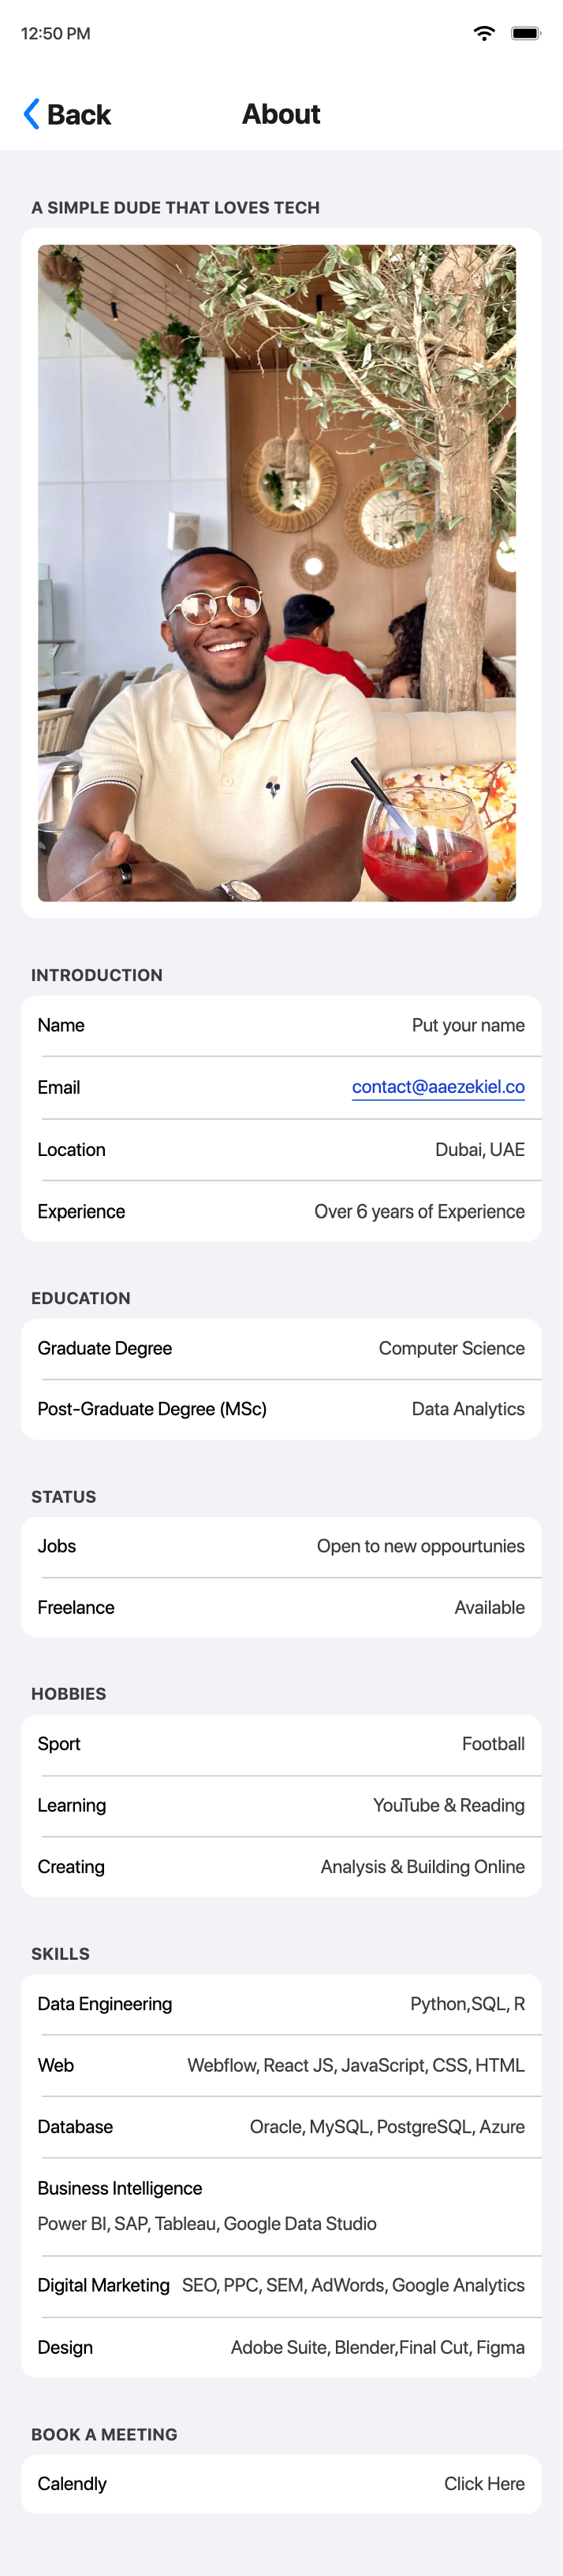 12:50 PM
Back
About
A SIMPLE DUDE THAT LOVES TECH
INTRODUCTION
Name Put your name
Email contact@aaezekiel.co
Location Dubai, UAE
Experience Over 6 years of Experience
EDUCATION
Graduate Degree Computer Science
Post-Graduate Degree (MSc) Data Analytics
STATUS
Jobs Open to new oppourtunies
Freelance Available
HOBBIES
Sport Football
Learning YouTube & Reading
Creating Analysis & Building Online
SKILLS
Data Engineering Python,SQL, R
Web Webflow, React JS, JavaScript, CSS, HTML
Database Oracle, MySQL, PostgreSQL, Azure
Business Intelligence
Power BI, SAP, Tableau, Google Data Studio
Digital Marketing SEO, PPC, SEM, AdWords, Google Analytics
Design Adobe Suite, Blender,Final Cut, Figma
BOOK A MEETING
Calendly Click Here